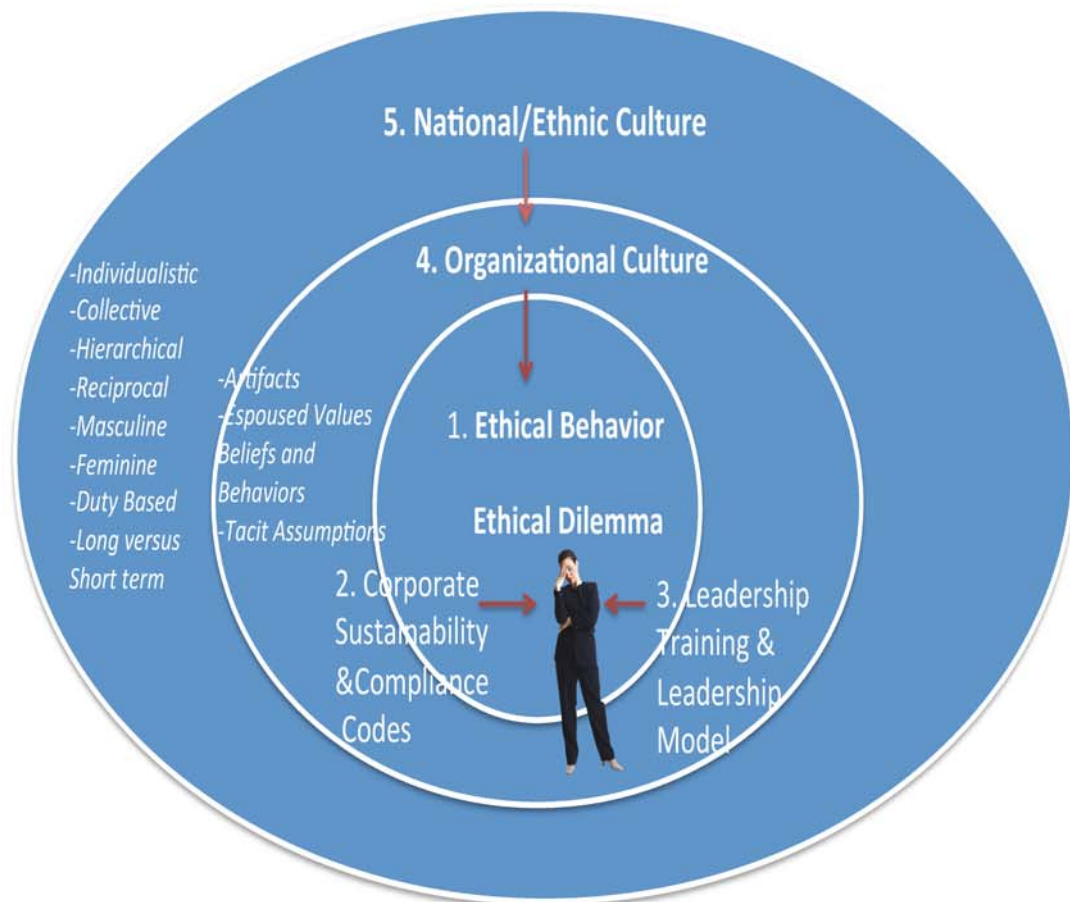 5. National/Ethnic Culture
4. Organizational Culture
-Individualistic
-Collective
-Hierarchical
-Reciprocal
-Masculine
-Feminine
-Duty Based
-Long versus
Short term
-Artifacts
-Espoused Values
Beliefs and
Behaviors
-Tacit Assumptions
1. Ethical Behavior
Ethical Dilemma
2. Corporate
Sustainability
&Compliance
Codes
3. Leadership
Training &
Leadership
Model